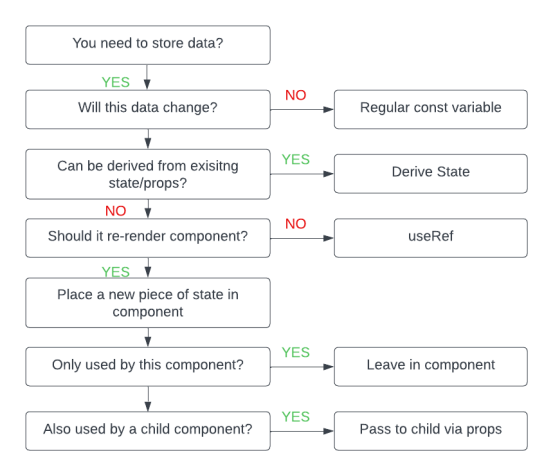 You need to store data?
YES
Will this data change?
NO
Regular const variable
Can be derived from exisitng
state/props?
YES
Derive State
NO
Should it re-render component?
NO
useRef
YES
Place a new piece of state in
component
Only used by this component?
YES
Leave in component
Also used by a child component?
YES
Pass to child via props